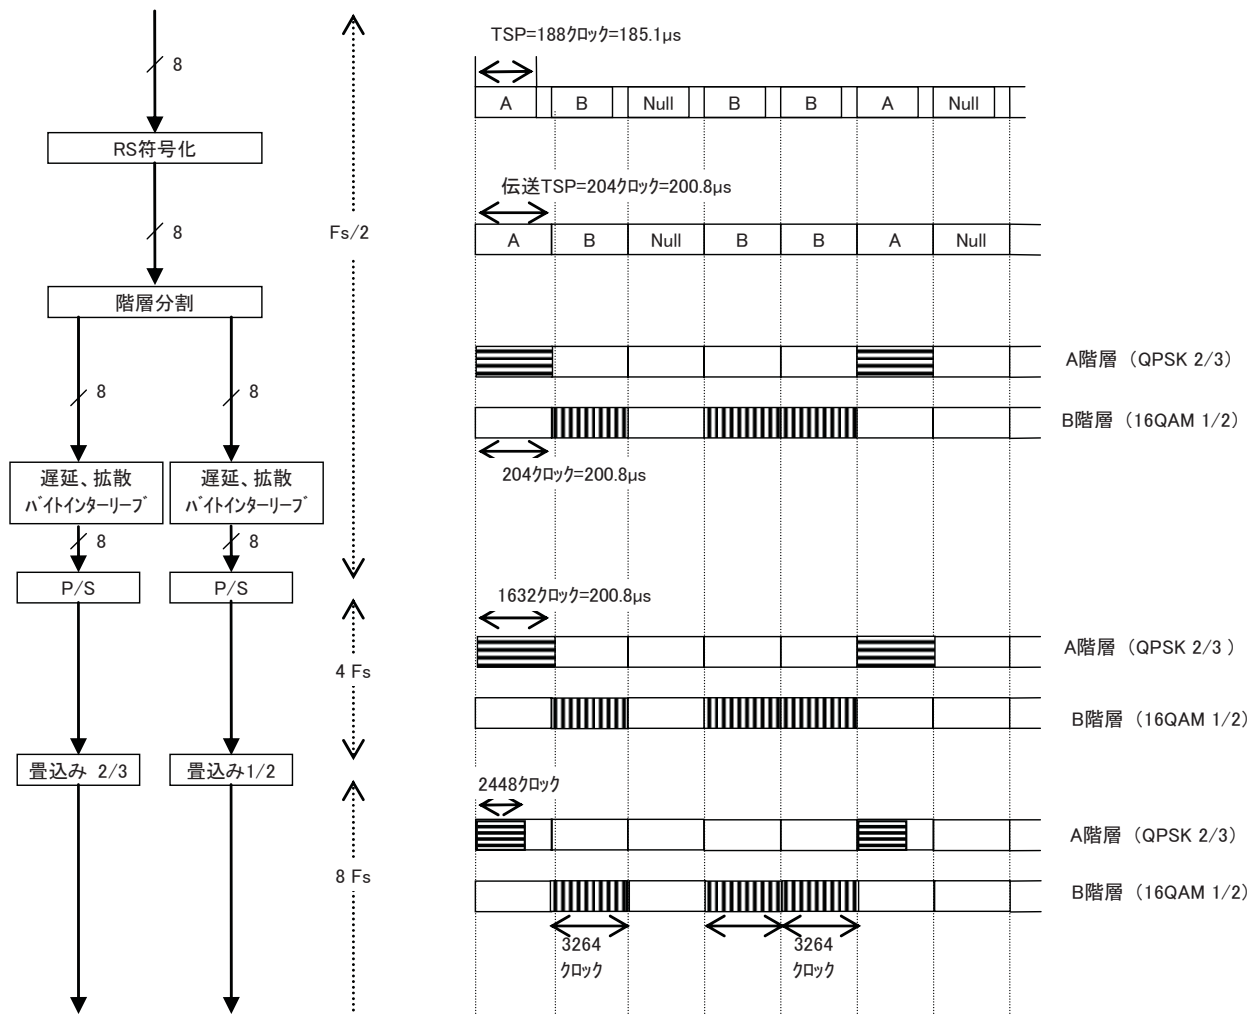 TSP=188ｸﾛｯｸ=185.1μs
8
A B Null B B A Null
RS符号化
伝送TSP=204ｸﾛｯｸ=200.8μs
8
Fs/2
A B Null B B A Null
階層分割
A階層 （QPSK 2/3）
8 8
B階層 （16QAM 1/2）
204ｸﾛｯｸ=200.8μs
遅延、拡散
ﾊﾞｲﾄインターリーﾌﾞ
遅延、拡散
ﾊﾞｲﾄインターリーﾌﾞ
8 8
P/S P/S
1632ｸﾛｯｸ=200.8μs
A階層 （QPSK 2/3 ）
4 Fs
B階層 （16QAM 1/2）
畳込み 2/3 畳込み1/2
2448ｸﾛｯｸ
A階層 （QPSK 2/3）
8 Fs
B階層 （16QAM 1/2）
3264
ｸﾛｯｸ
3264
ｸﾛｯｸ